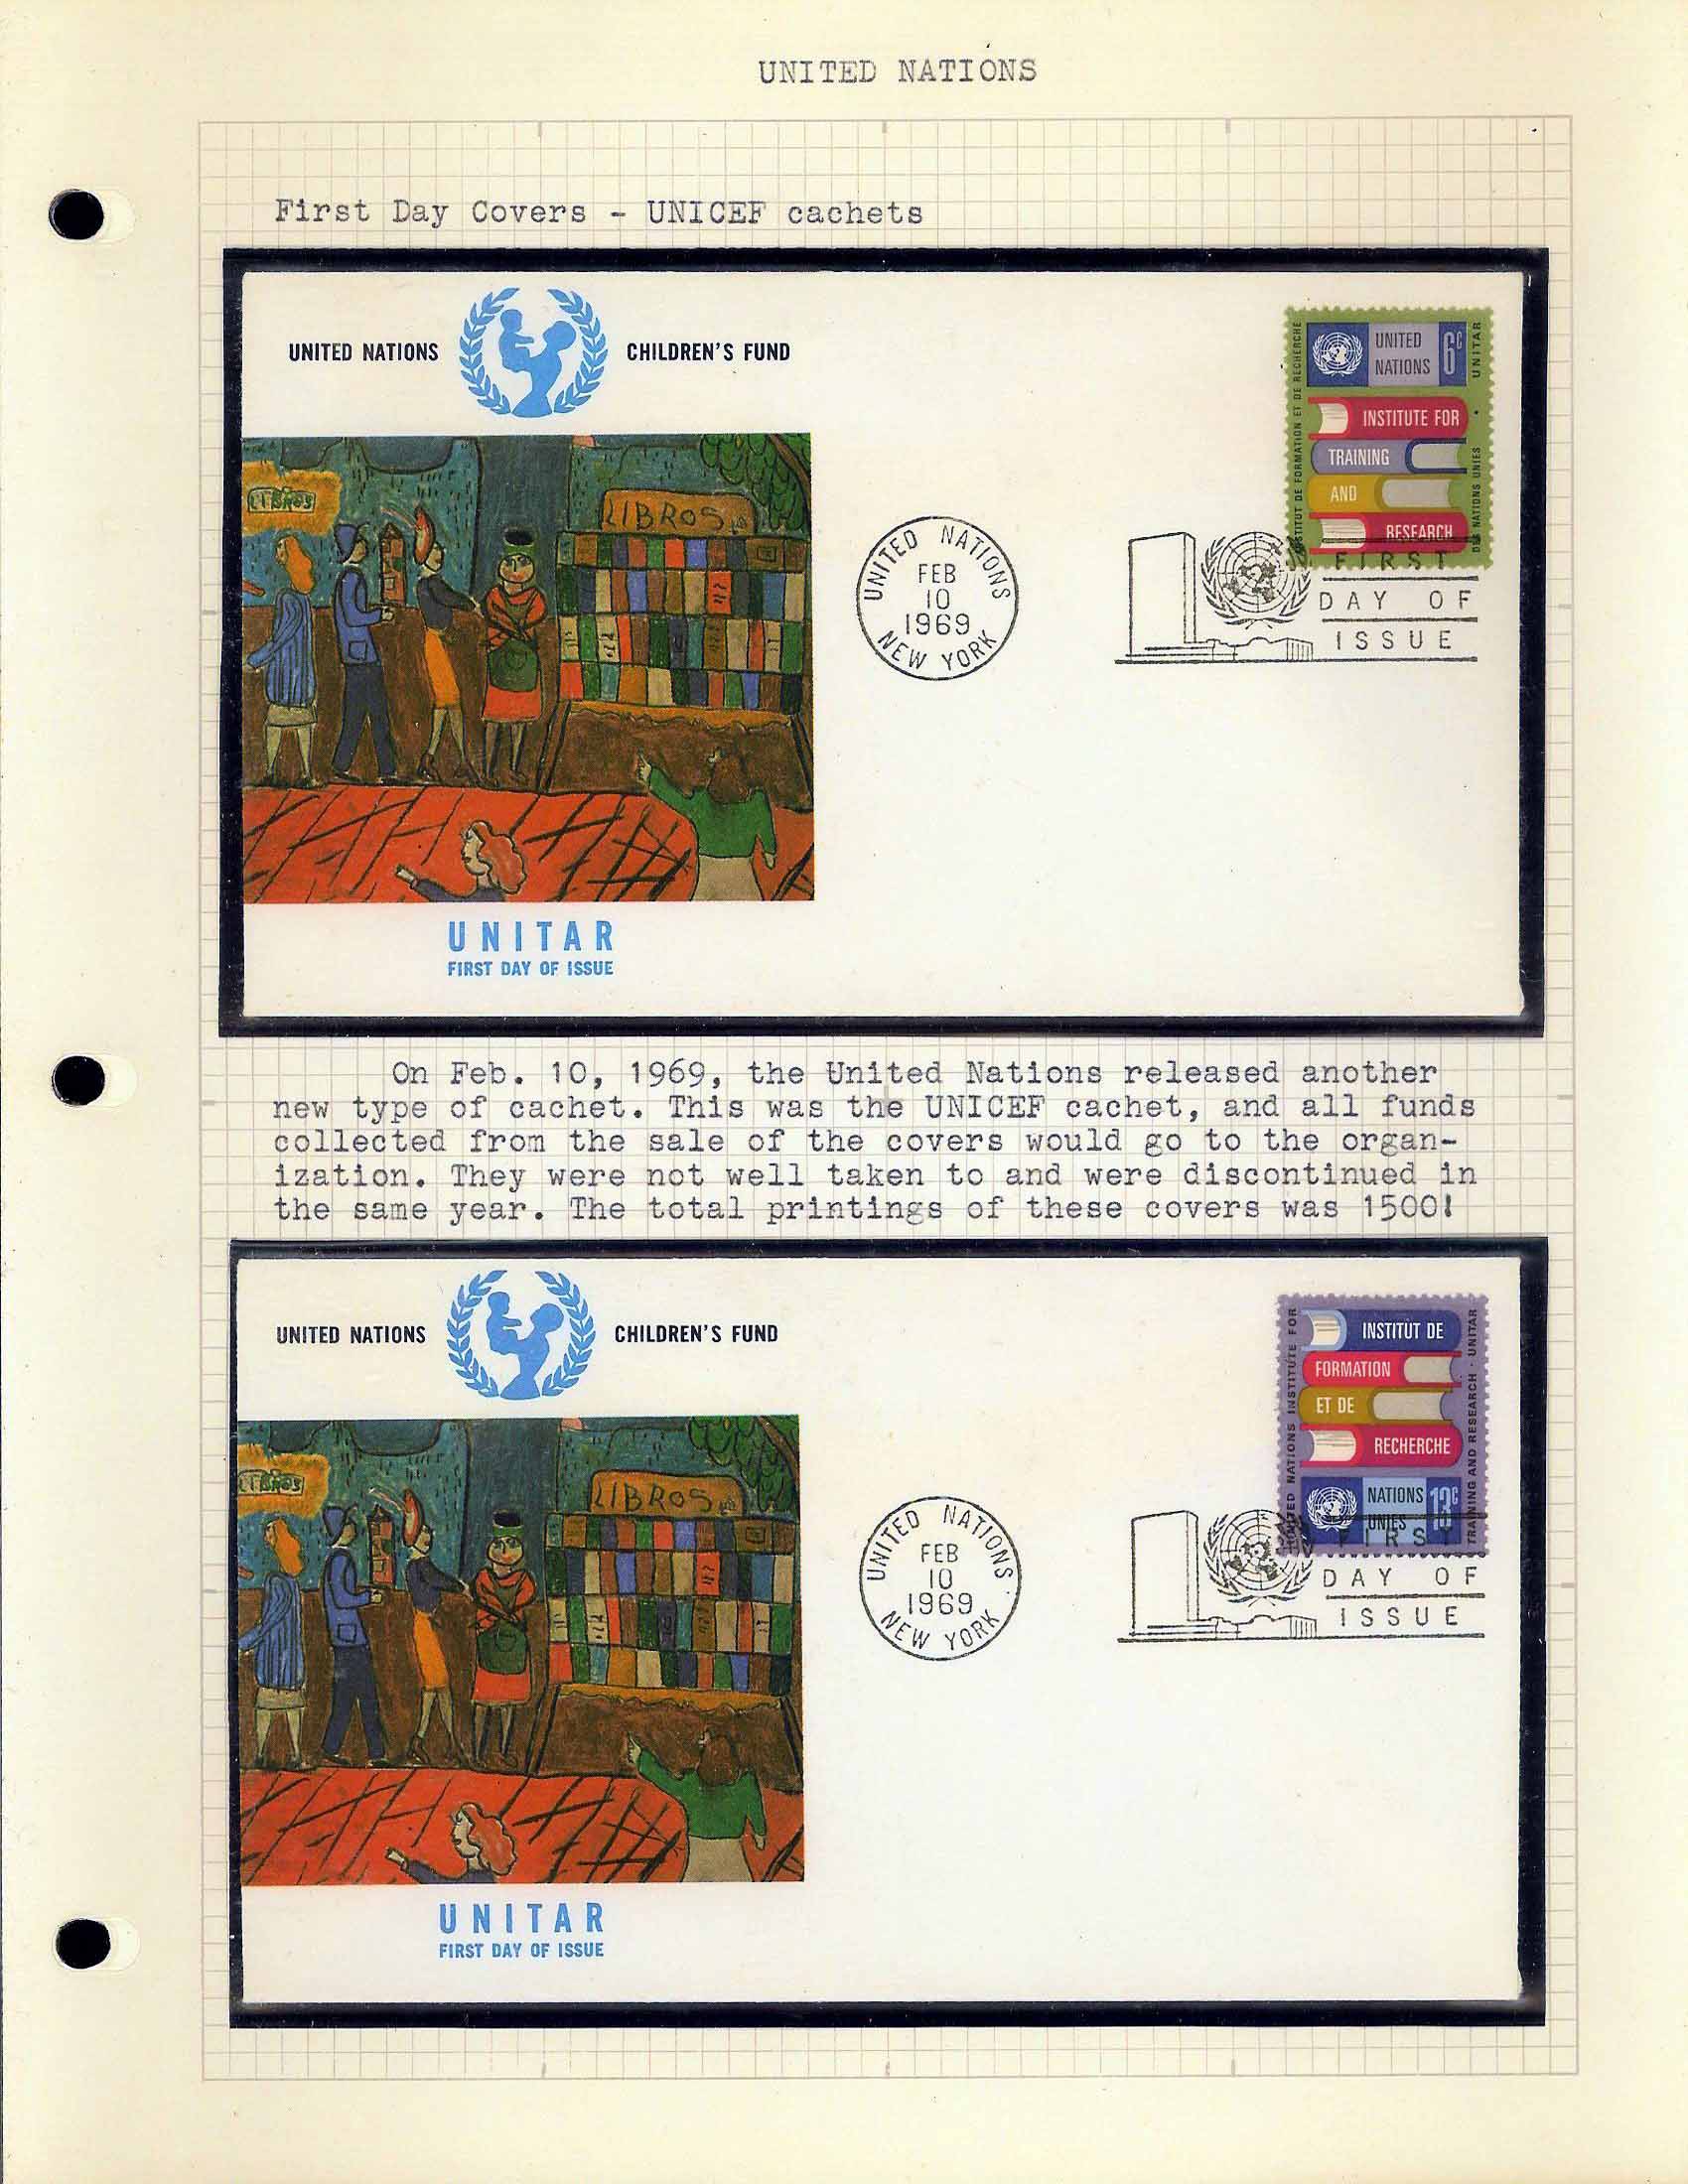 UNITED NATIONS
First Day Covers - UNICEF cachets
UNITED NATIONS
CHILDREN'S FUND
LIBROS
LIBROS
UNITAR
FIRST DAY OF ISSUE
UNITED NATIONS
FEB
10
1969
NEW YORK
INSTITUT DE FORMATION ET DE RECHERCHE
UNITED
NATIONS
6c
INSTITUTE FOR
TRAINING
AND
RESEARCH
DES NATIONS UNIES • UNITAR
FIRST
DAY OF
ISSUE
On Feb. 10, 1969, the United Nations released another
new type of cachet. This was the UNICEF cachet, and all funds
collected from the sale of the covers would go to the organ-
ization. They were not well taken to and were discontinued in
the same year. The total printings of these covers was 1500!
UNITED NATIONS
CHILDREN'S FUND
LIBROS
LIBROS
UNITAR
FIRST DAY OF ISSUE
UNITED NATIONS
FEB
10
1969
NEW YORK
UNITED NATIONS INSTITUTE FOR
INSTITUT DE
FORMATION
ET DE
RECHERCHE
NATIONS
UNIES
13c
TRAINING AND RESEARCH · UNITAR
FIRST
DAY OF
ISSUE